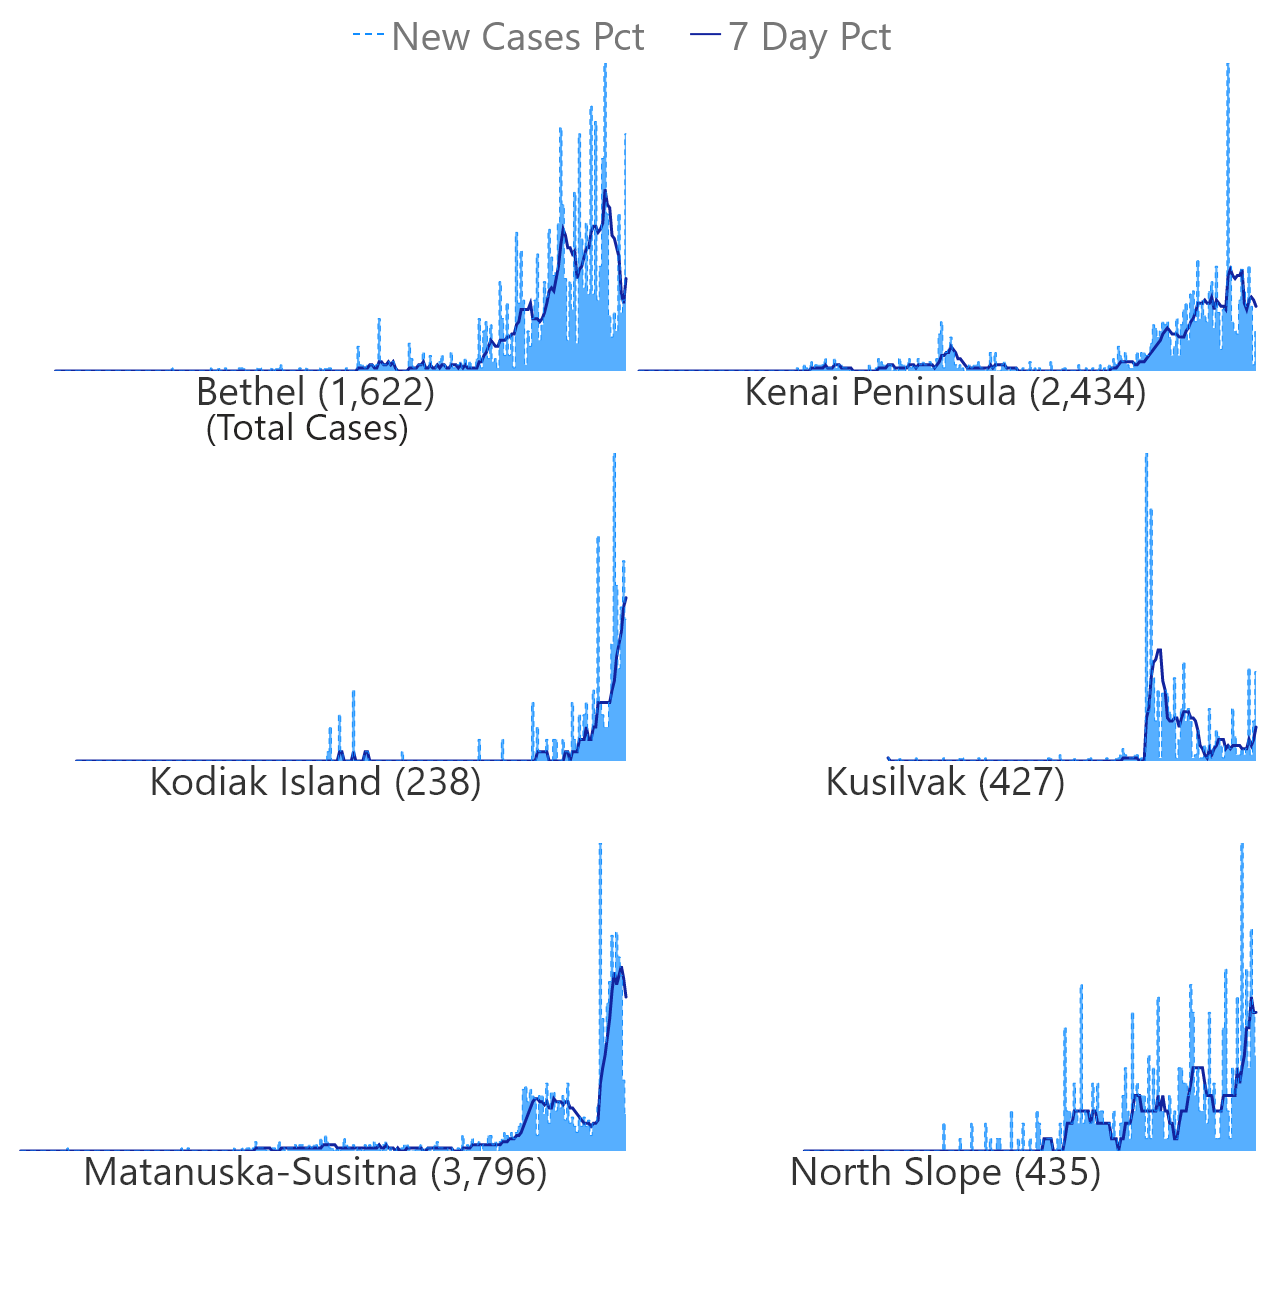 New Cases Pct 7 Day Pct
Bethel (1,622)
(Total Cases)
Kenai Peninsula (2,434)
Kodiak Island (238)
Kusilvak (427)
Matanuska-Susitna (3,796)
North Slope (435)